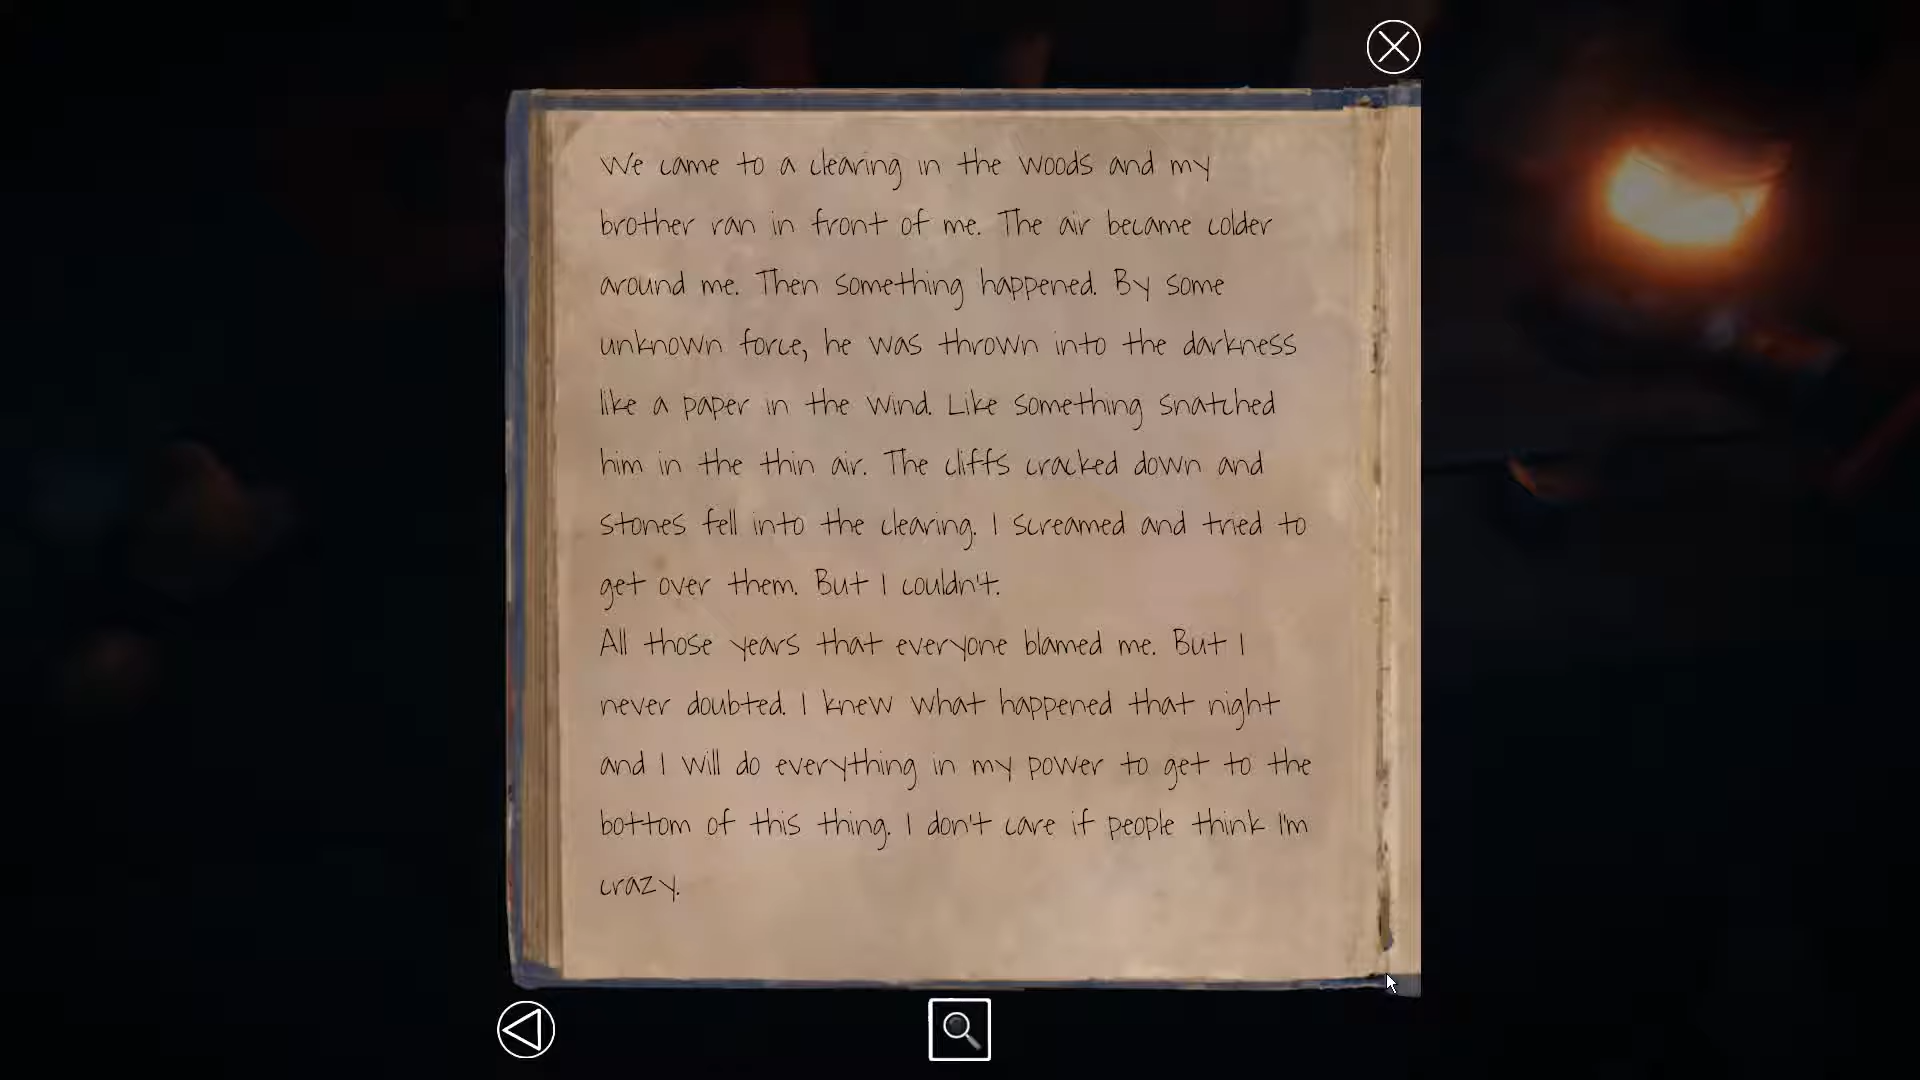 We came to a clearing in the woods and my
brother ran in front of me. The air became colder
around me. Then something happened. By some
unknown force, he was thrown into the darkness
like a paper in the wind. Like something snatched
him in the thin air. The cliffs cracked down and
stones fell into the clearing. I screamed and tried to
get over them. But I couldn't.
All those years that everyone blamed me. But I
never doubted. I knew what happened that night
and I will do everything in my power to get to the
bottom of this thing. I don't care if people think I'm
crazy.